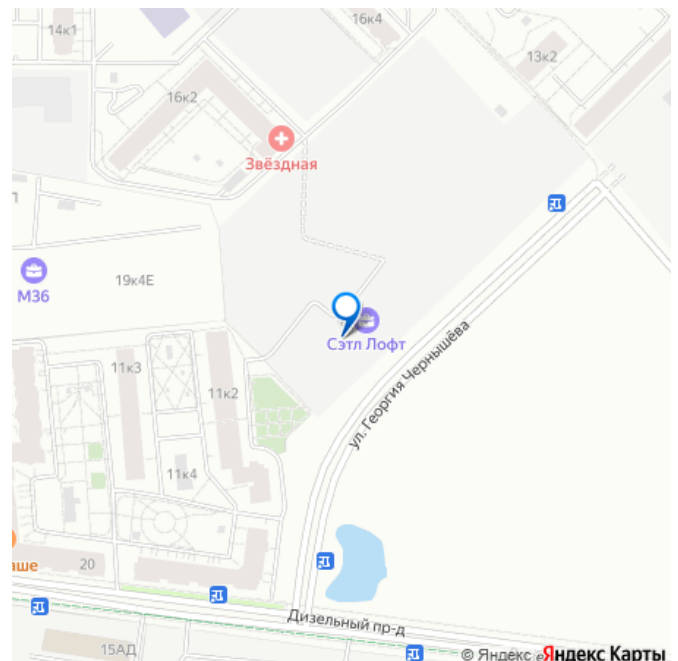 14к1
16к4
13к2
16к2
Звёздная
19к4Е
М36
Сэтл Лофт
ул. Георгия Чернышёва
11к3
11к2
11к4
аше
20
Дизельный пр-д
15АД
© Яндекс
Яндекс Карты